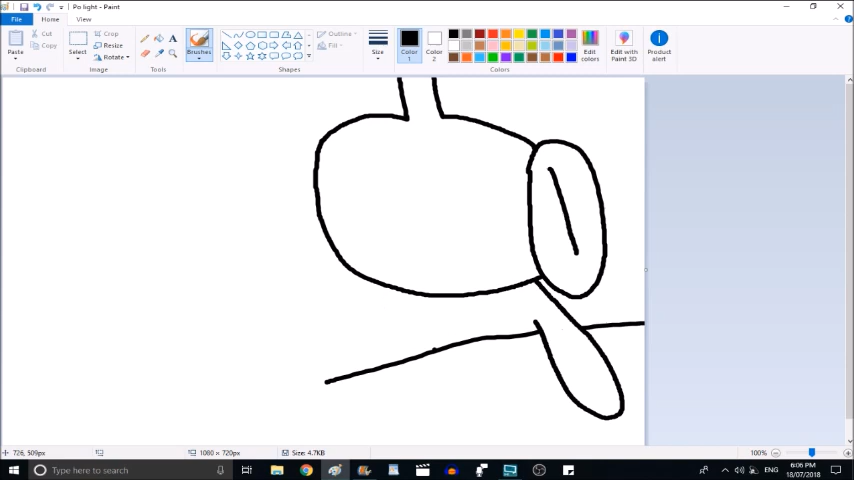 Po light - Paint
File Home View
Cut Crop Outline
Copy Resize Fill
Paste Select Rotate Brushes Size Color Color Edit Edit with Product
1 2 colors Paint 3D alert
Clipboard Image Tools Shapes Colors
726, 509px 1080 × 720px Size: 4.7KB 100%
Type here to search ENG 6:06 PM
18/07/2018